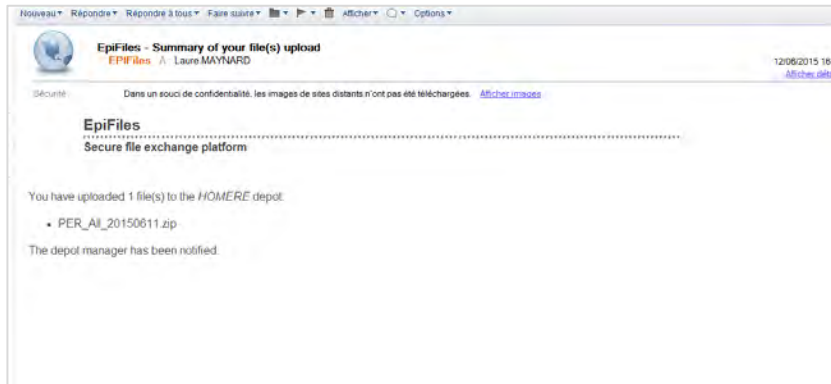 Nouveau Répondre Répondre à tous Faire suivre Afficher Options
EpiFiles - Summary of your file(s) upload
EPIFiles A Laure MAYNARD
12/06/2015 16
Afficher déta
Sécurité : Dans un souci de confidentialité, les images de sites distants n'ont pas été téléchargées. Afficher images
EpiFiles
Secure file exchange platform
You have uploaded 1 file(s) to the HOMERE depot:
• PER_All_20150611.zip
The depot manager has been notified.